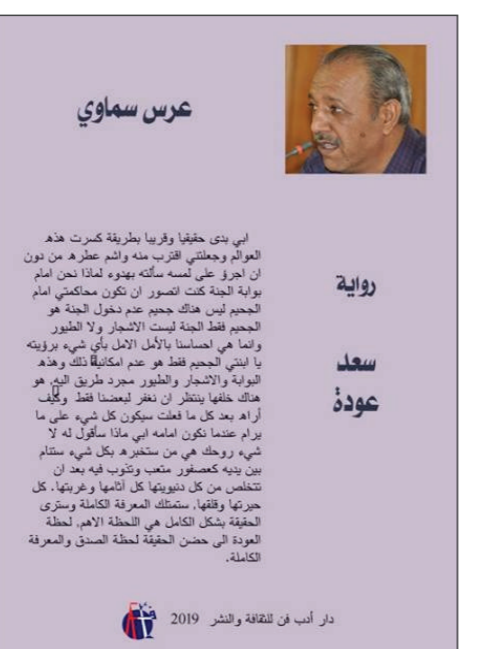 عرس سماوي
ابي بدى حقيقيا وقريبا بطريقة كسرت هذه
العوالم وجعلتني اقترب منه واشم عطره من دون
ان اجرؤ على لمسه سألته بهدوء لماذا نحن امام
بوابة الجنة كنت اتصور ان تكون محاكمتي امام
الجحيم ليس هناك جحيم عدم دخول الجنة هو
الجحيم فقط الجنة ليست الاشجار ولا الطيور
وانما هي احساسنا بالأمل الامل بأي شيء برؤيته
يا ابنتي الجحيم فقط هو عدم امكانية ذلك وهذه
البوابة والاشجار والطيور مجرد طريق اليه. هو
هناك خلفها ينتظر ان نغفر لبعضنا فقط وكيف
أراه بعد كل ما فعلت سيكون كل شيء على ما
يرام عندما نكون امامه ابي ماذا سأقول له لا
شيء روحك هي من ستخبره بكل شيء ستنام
بين يديه كعصفور متعب وتذوب فيه بعد ان
تتخلص من كل دنيويتها كل آثامها وغربتها. كل
حيرتها وقلقها. ستمتلك المعرفة الكاملة وسترى
الحقيقة بشكل الكامل هي اللحظة الاهم. لحظة
العودة الى حضن الحقيقة لحظة الصدق والمعرفة
الكاملة.
رواية
سعد
عودة
دار أدب فن للثقافة والنشر 2019